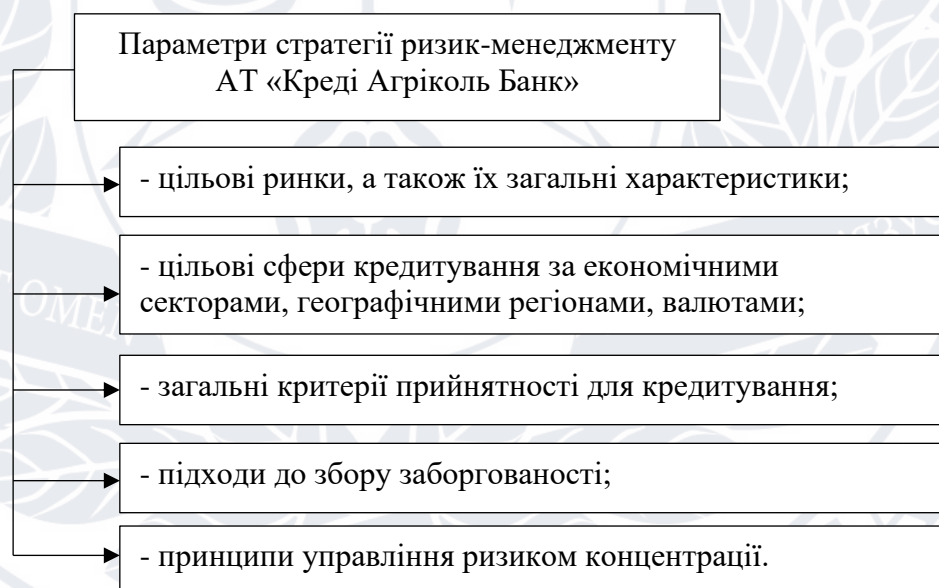 Параметри стратегії ризик-менеджменту
АТ «Креді Агріколь Банк»
- цільові ринки, а також їх загальні характеристики;
- цільові сфери кредитування за економічними
секторами, географічними регіонами, валютами;
- загальні критерії прийнятності для кредитування;
- підходи до збору заборгованості;
- принципи управління ризиком концентрації.